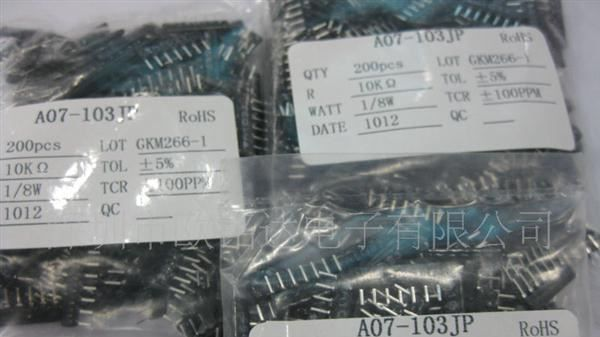 A07-103JP RoHS
QTY 200pcs LOT GKM266-1
R 10KΩ TOL ±5%
WATT 1/8W TCR ±100PPM
DATE 1012 QC
A07-103JP RoHS
200pcs LOT GKM266-1
10KΩ TOL ±5%
1/8W TCR ±100PPM
1012 QC
电子有限公司
A07-103JP RoHS